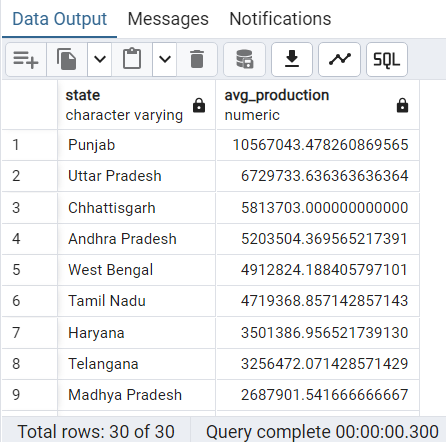 Data Output Messages Notifications
SQL
state avg_production
character varying numeric
1 Punjab 10567043.478260869565
2 Uttar Pradesh 6729733.636363636364
3 Chhattisgarh 5813703.000000000000
4 Andhra Pradesh 5203504.369565217391
5 West Bengal 4912824.188405797101
6 Tamil Nadu 4719368.857142857143
7 Haryana 3501386.956521739130
8 Telangana 3256472.071428571429
9 Madhya Pradesh 2687901.541666666667
Total rows: 30 of 30 Query complete 00:00:00.300